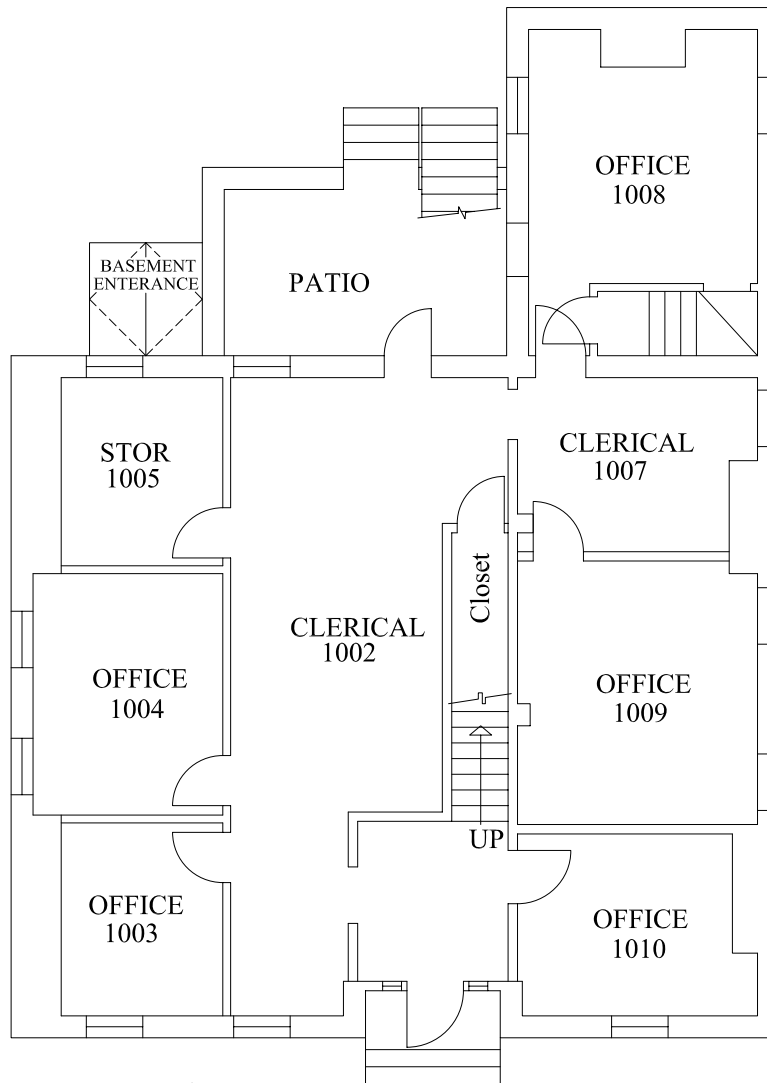 OFFICE
1008
BASEMENT
ENTERANCE
PATIO
STOR
1005
CLERICAL
1007
Closet
CLERICAL
1002
OFFICE
1004
OFFICE
1009
UP
OFFICE
1003
OFFICE
1010